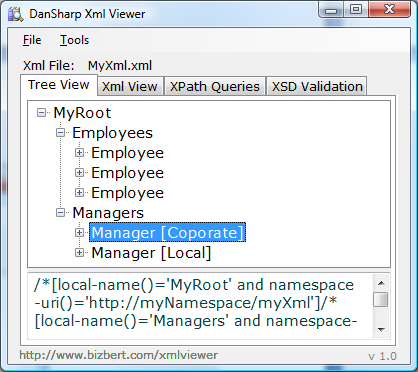 DanSharp Xml Viewer
File Tools
Xml File: MyXml.xml
Tree View Xml View XPath Queries XSD Validation
MyRoot
Employees
Employee
Employee
Employee
Managers
Manager [Coporate]
Manager [Local]
/*[local-name()='MyRoot' and namespace
-uri()='http://myNamespace/myXml']/*
[local-name()='Managers' and namespace-
http://www.bizbert.com/xmlviewer v 1.0